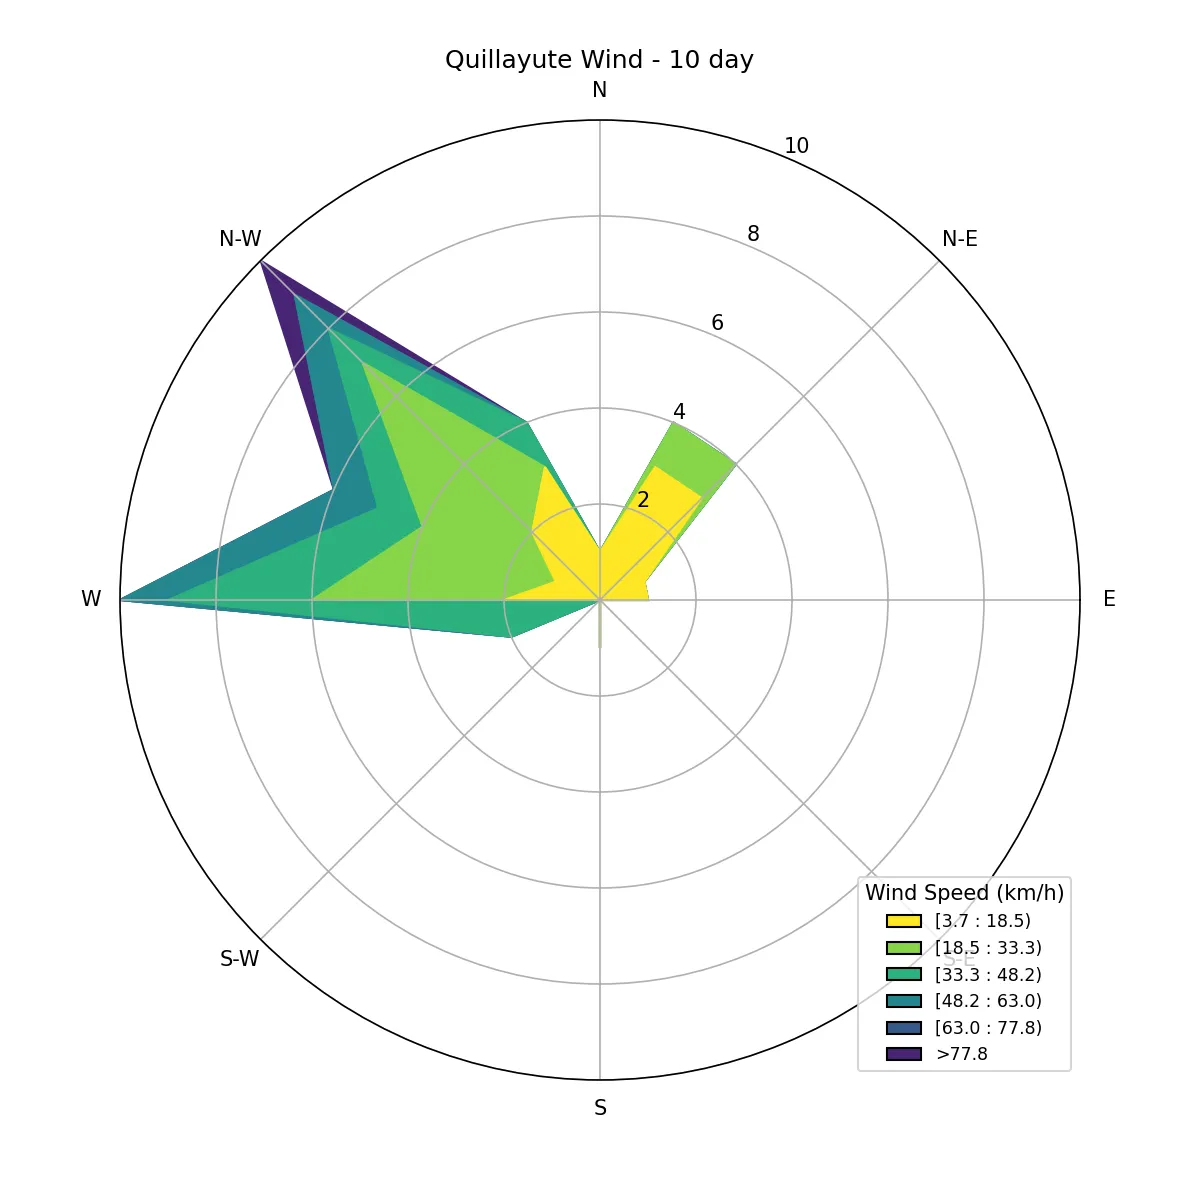 Quillayute Wind - 10 day
N
10
N-W
N-E
8
6
4
2
W
E
Wind Speed (km/h)
[3.7 : 18.5)
[18.5 : 33.3)
S-W
S-E
[33.3 : 48.2)
[48.2 : 63.0)
[63.0 : 77.8)
>77.8
S